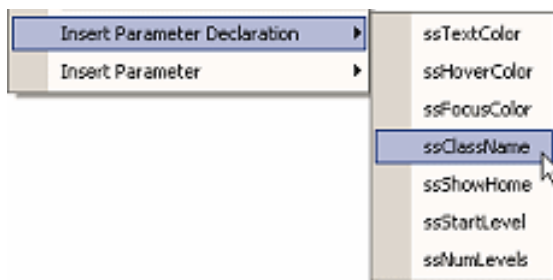 Insert Parameter Declaration
Insert Parameter
ssTextColor
ssHoverColor
ssFocusColor
ssClassName
ssShowHome
ssStartLevel
ssNumLevels